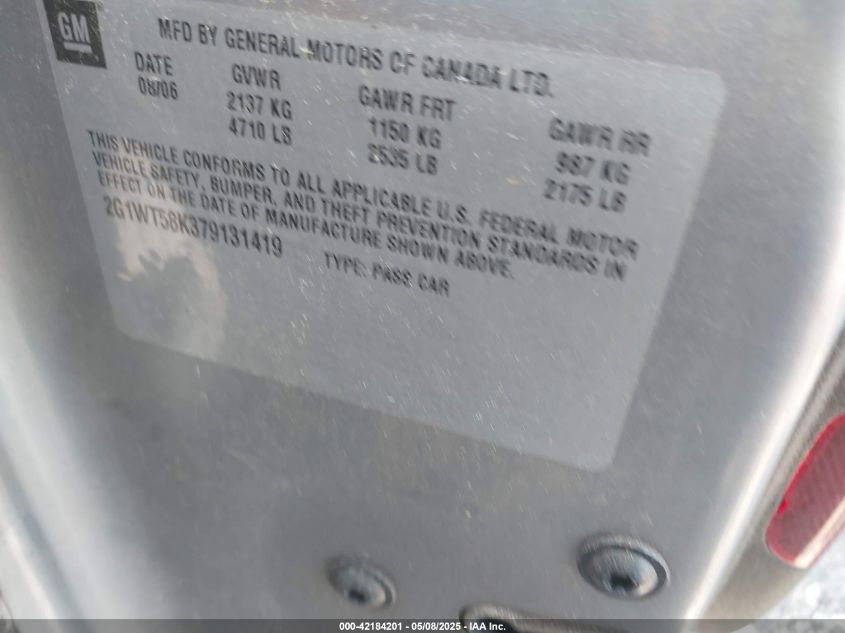 GM
MFD BY GENERAL MOTORS OF CANADA LTD.
DATE GVWR GAWR FRT GAWR RR
08/06 2137 KG 1150 KG 987 KG
4710 LB 2535 LB 2175 LB
THIS VEHICLE CONFORMS TO ALL APPLICABLE U.S. FEDERAL MOTOR
VEHICLE SAFETY, BUMPER, AND THEFT PREVENTION STANDARDS IN
EFFECT ON THE DATE OF MANUFACTURE SHOWN ABOVE.
2G1WT58K379131419 TYPE: PASS CAR
000-42184201 - 05/08/2025 - IAA Inc.